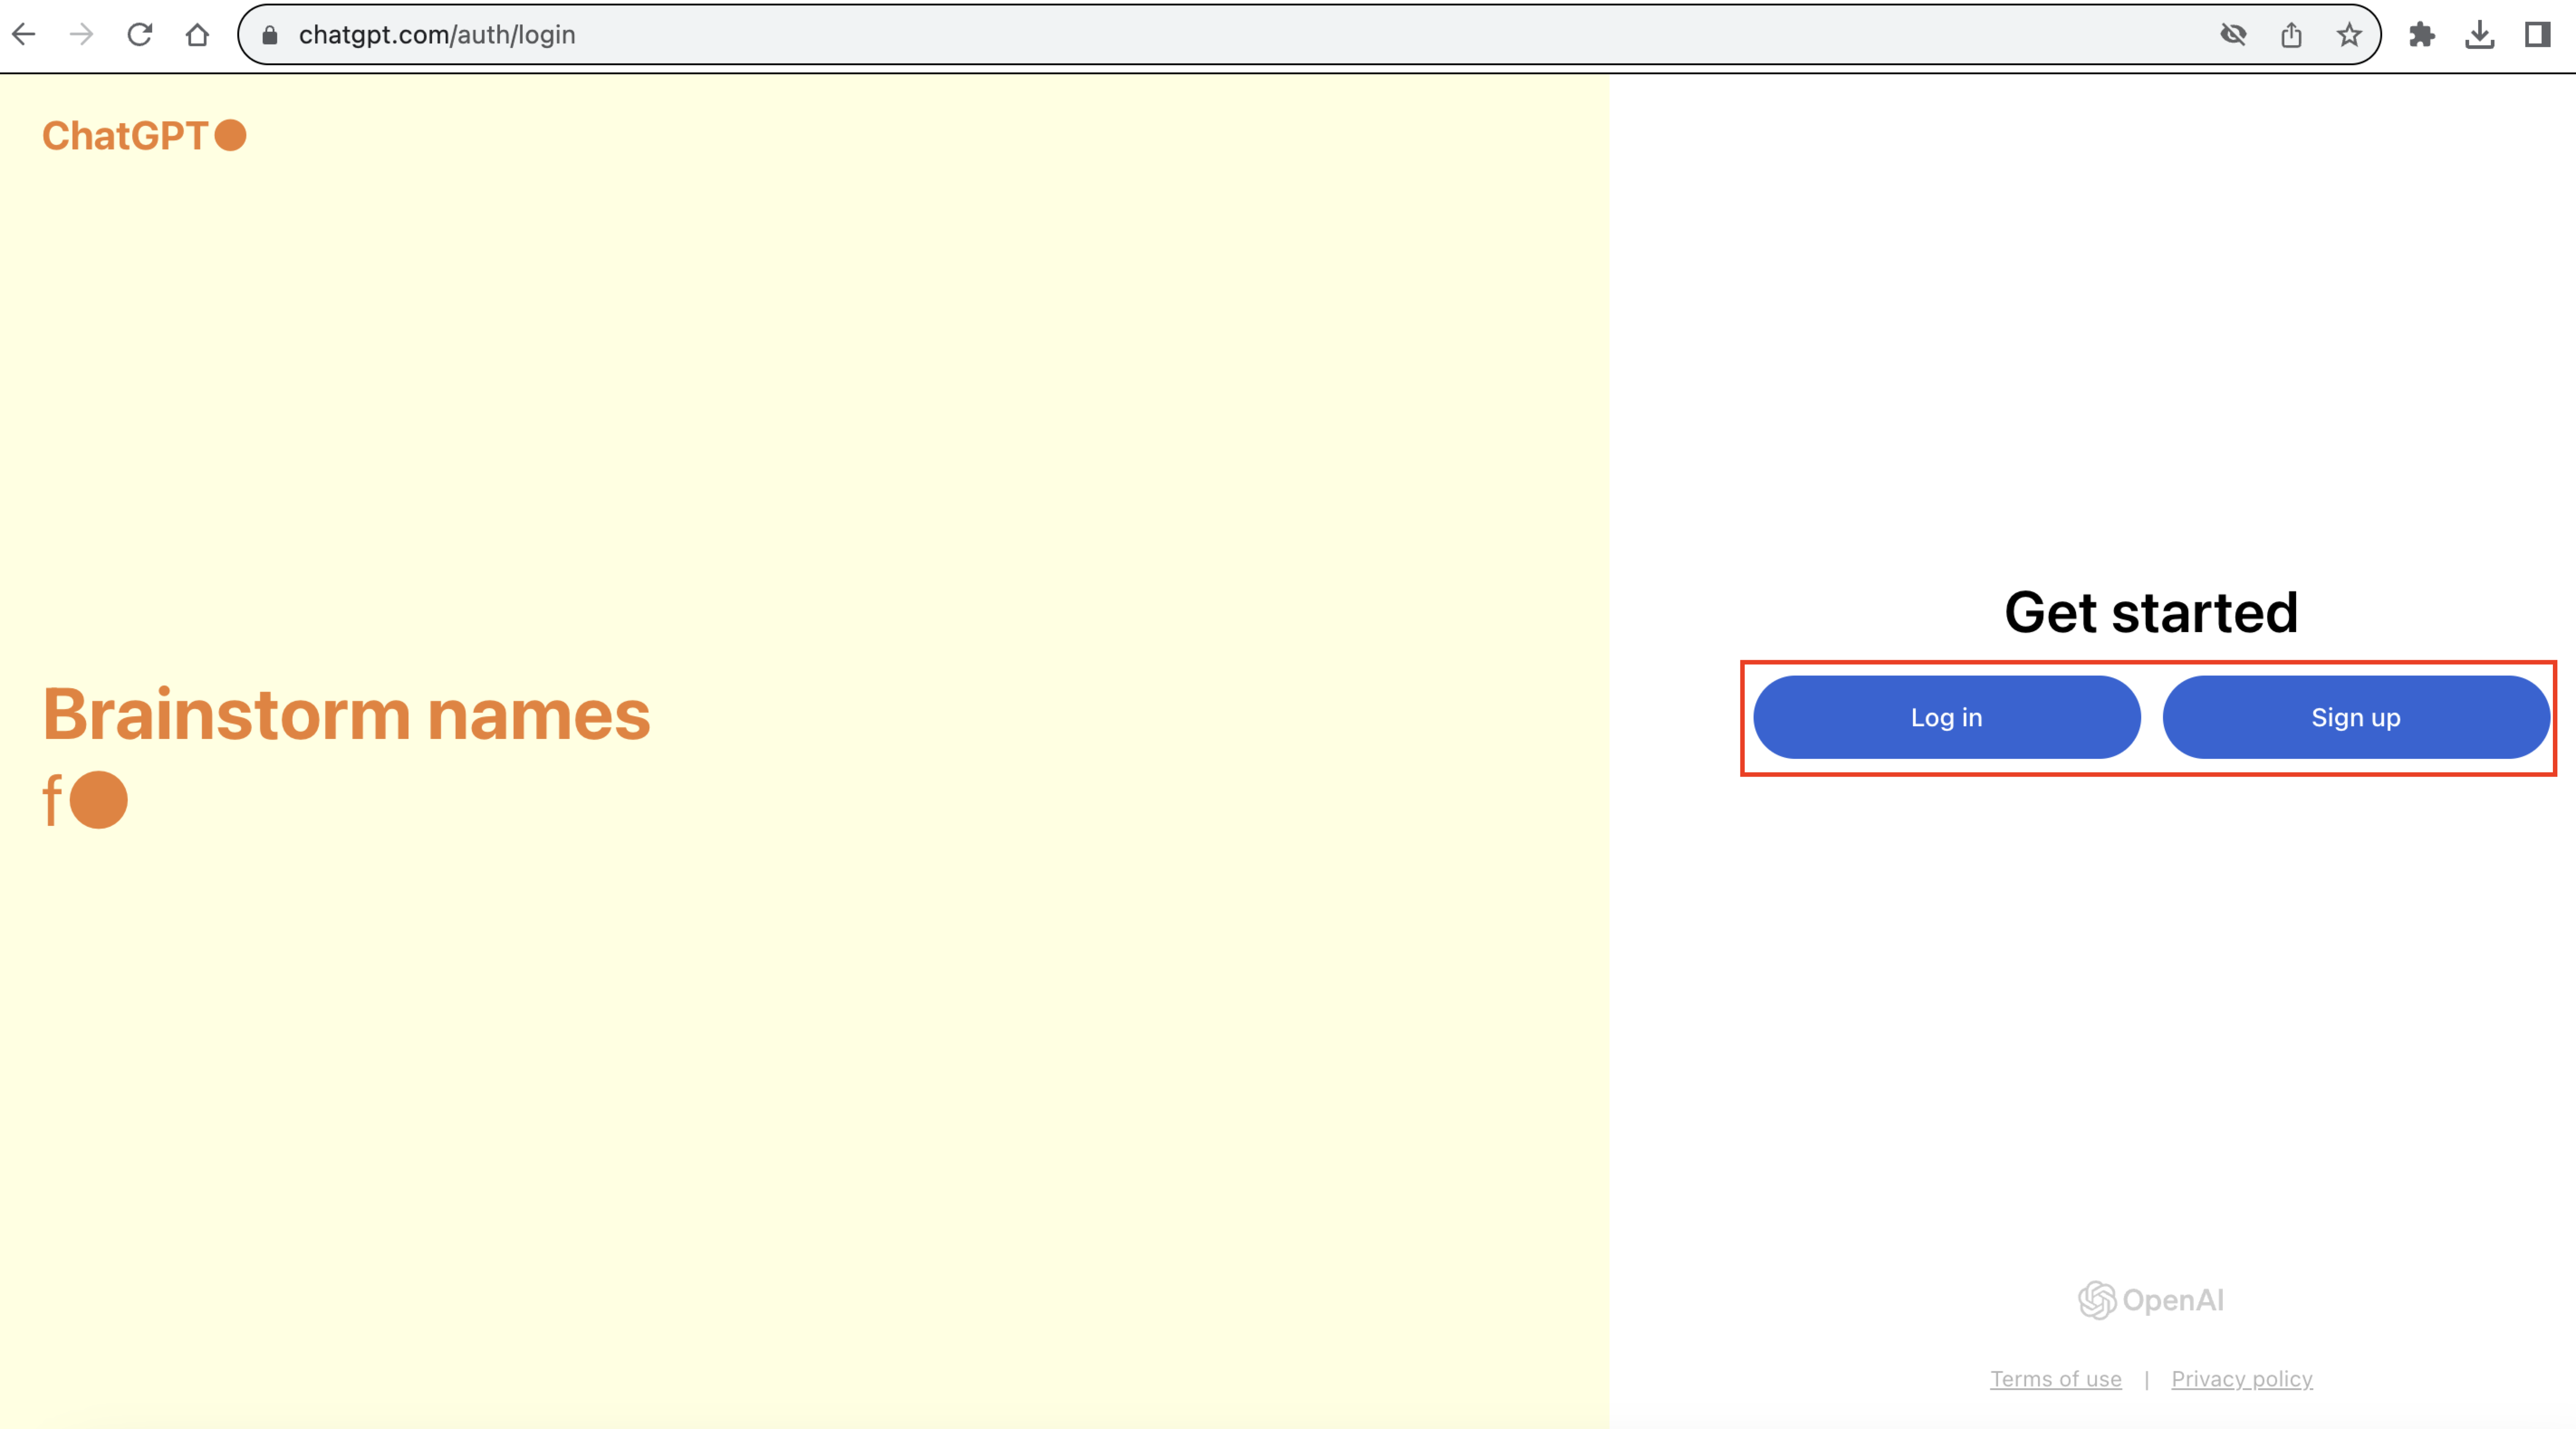 chatgpt.com/auth/login
ChatGPT
Brainstorm names
f
Get started
Log in
Sign up
OpenAI
Terms of use | Privacy policy